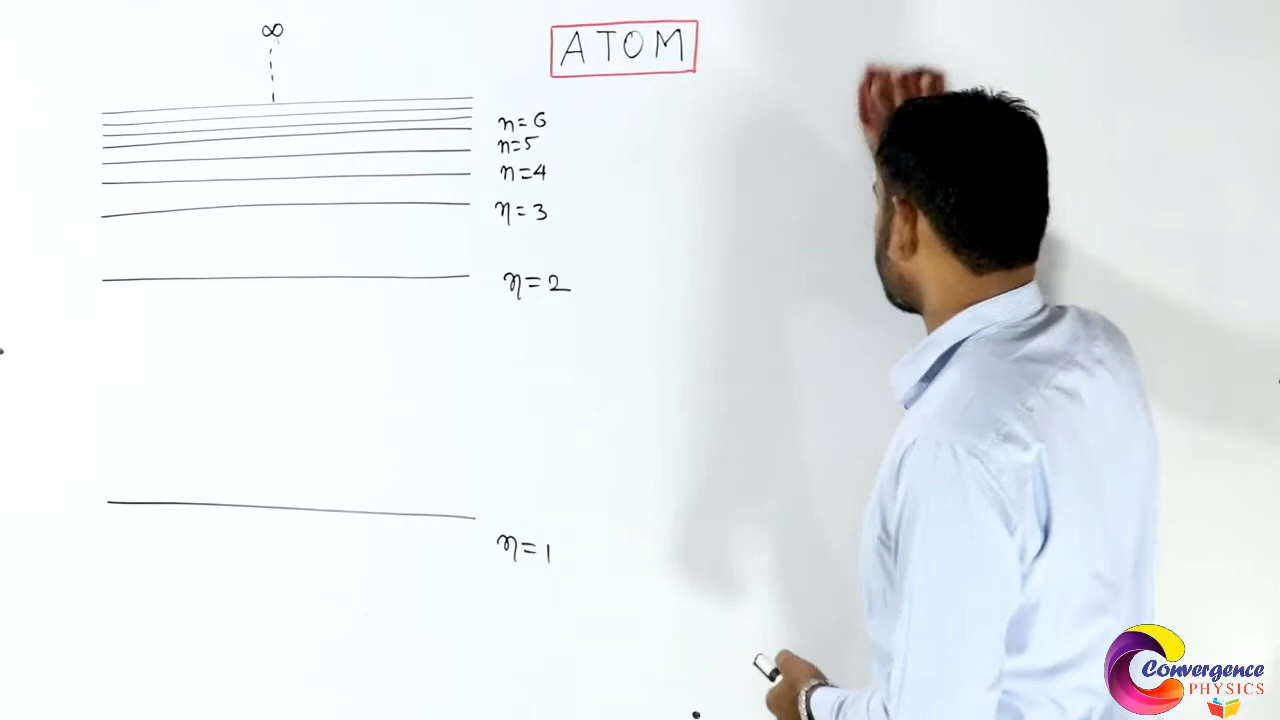 ∞
ATOM
n=6
n=5
n=4
n=3
n=2
n=1
Convergence
PHYSICS